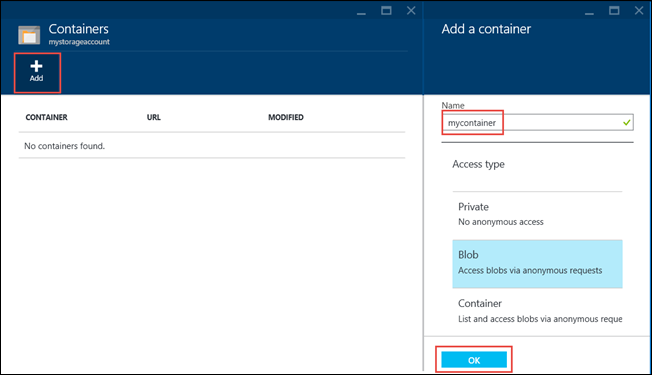 Containers
mystorageaccount
Add
CONTAINER URL MODIFIED
No containers found.
Add a container
Name
mycontainer
Access type
Private
No anonymous access
Blob
Access blobs via anonymous requests
Container
List and access blobs via anonymous reque
OK